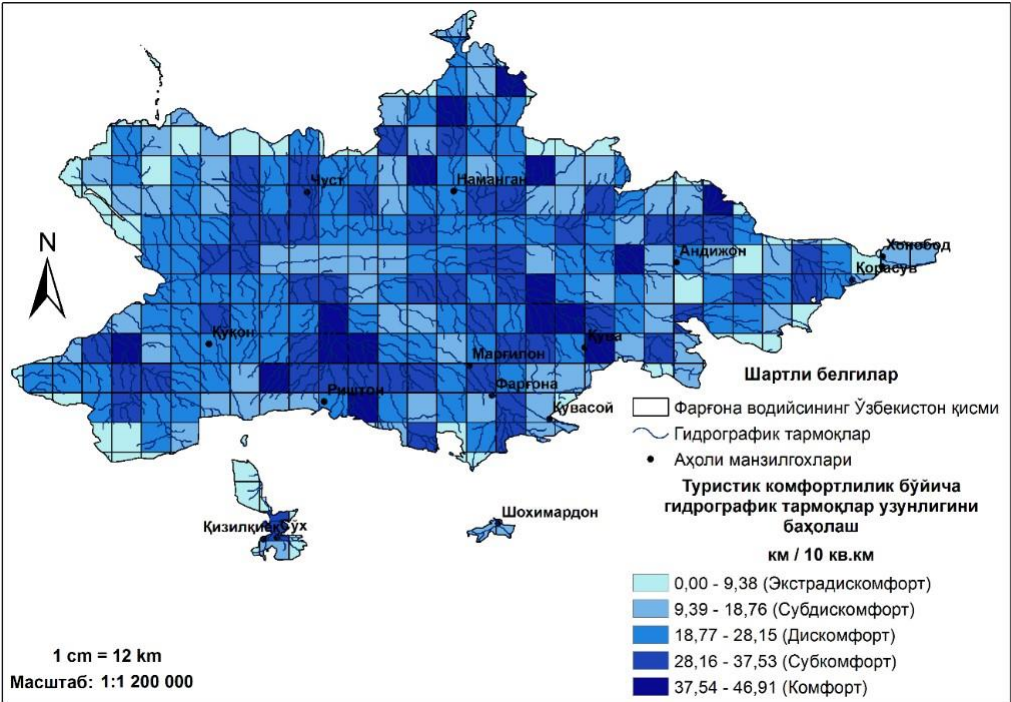 Чуст
Наманган
N
Андижон
Хонобод
Қорасув
Қўқон
Қува
Марғилон
Риштон
Фарғона
Қувасой
Шохимардон
Сўх
Шартли белгилар
Фарғона водийсининг Ўзбекистон қисми
Гидрографик тармоқлар
Аҳоли манзилгохлари
Туристик комфортлилик бўйича
гидрографик тармоқлар узунлигини
баҳолаш
км / 10 кв.км
0,00 - 9,38 (Экстрадискомфорт)
9,39 - 18,76 (Субдискомфорт)
18,77 - 28,15 (Дискомфорт)
28,16 - 37,53 (Субкомфорт)
37,54 - 46,91 (Комфорт)
1 cm = 12 km
Масштаб: 1:1 200 000